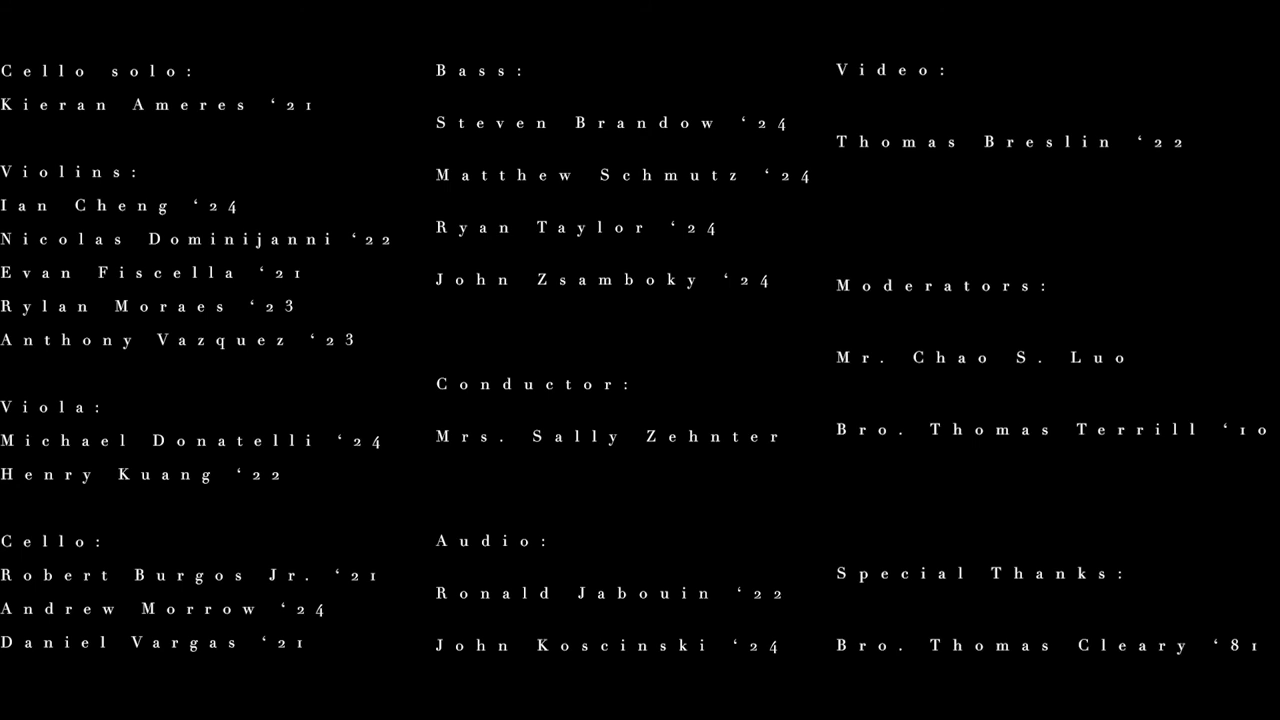 Cello solo:
Kieran Ameres ‘21
Violins:
Ian Cheng ‘24
Nicolas Dominijanni ‘22
Evan Fiscella ‘21
Rylan Moraes ‘23
Anthony Vazquez ‘23
Viola:
Michael Donatelli ‘24
Henry Kuang ‘22
Cello:
Robert Burgos Jr. ‘21
Andrew Morrow ‘24
Daniel Vargas ‘21
Bass:
Steven Brandow ‘24
Matthew Schmutz ‘24
Ryan Taylor ‘24
John Zsamboky ‘24
Conductor:
Mrs. Sally Zehnter
Audio:
Ronald Jabouin ‘22
John Koscinski ‘24
Video:
Thomas Breslin ‘22
Moderators:
Mr. Chao S. Luo
Bro. Thomas Terrill ‘10
Special Thanks:
Bro. Thomas Cleary ‘81